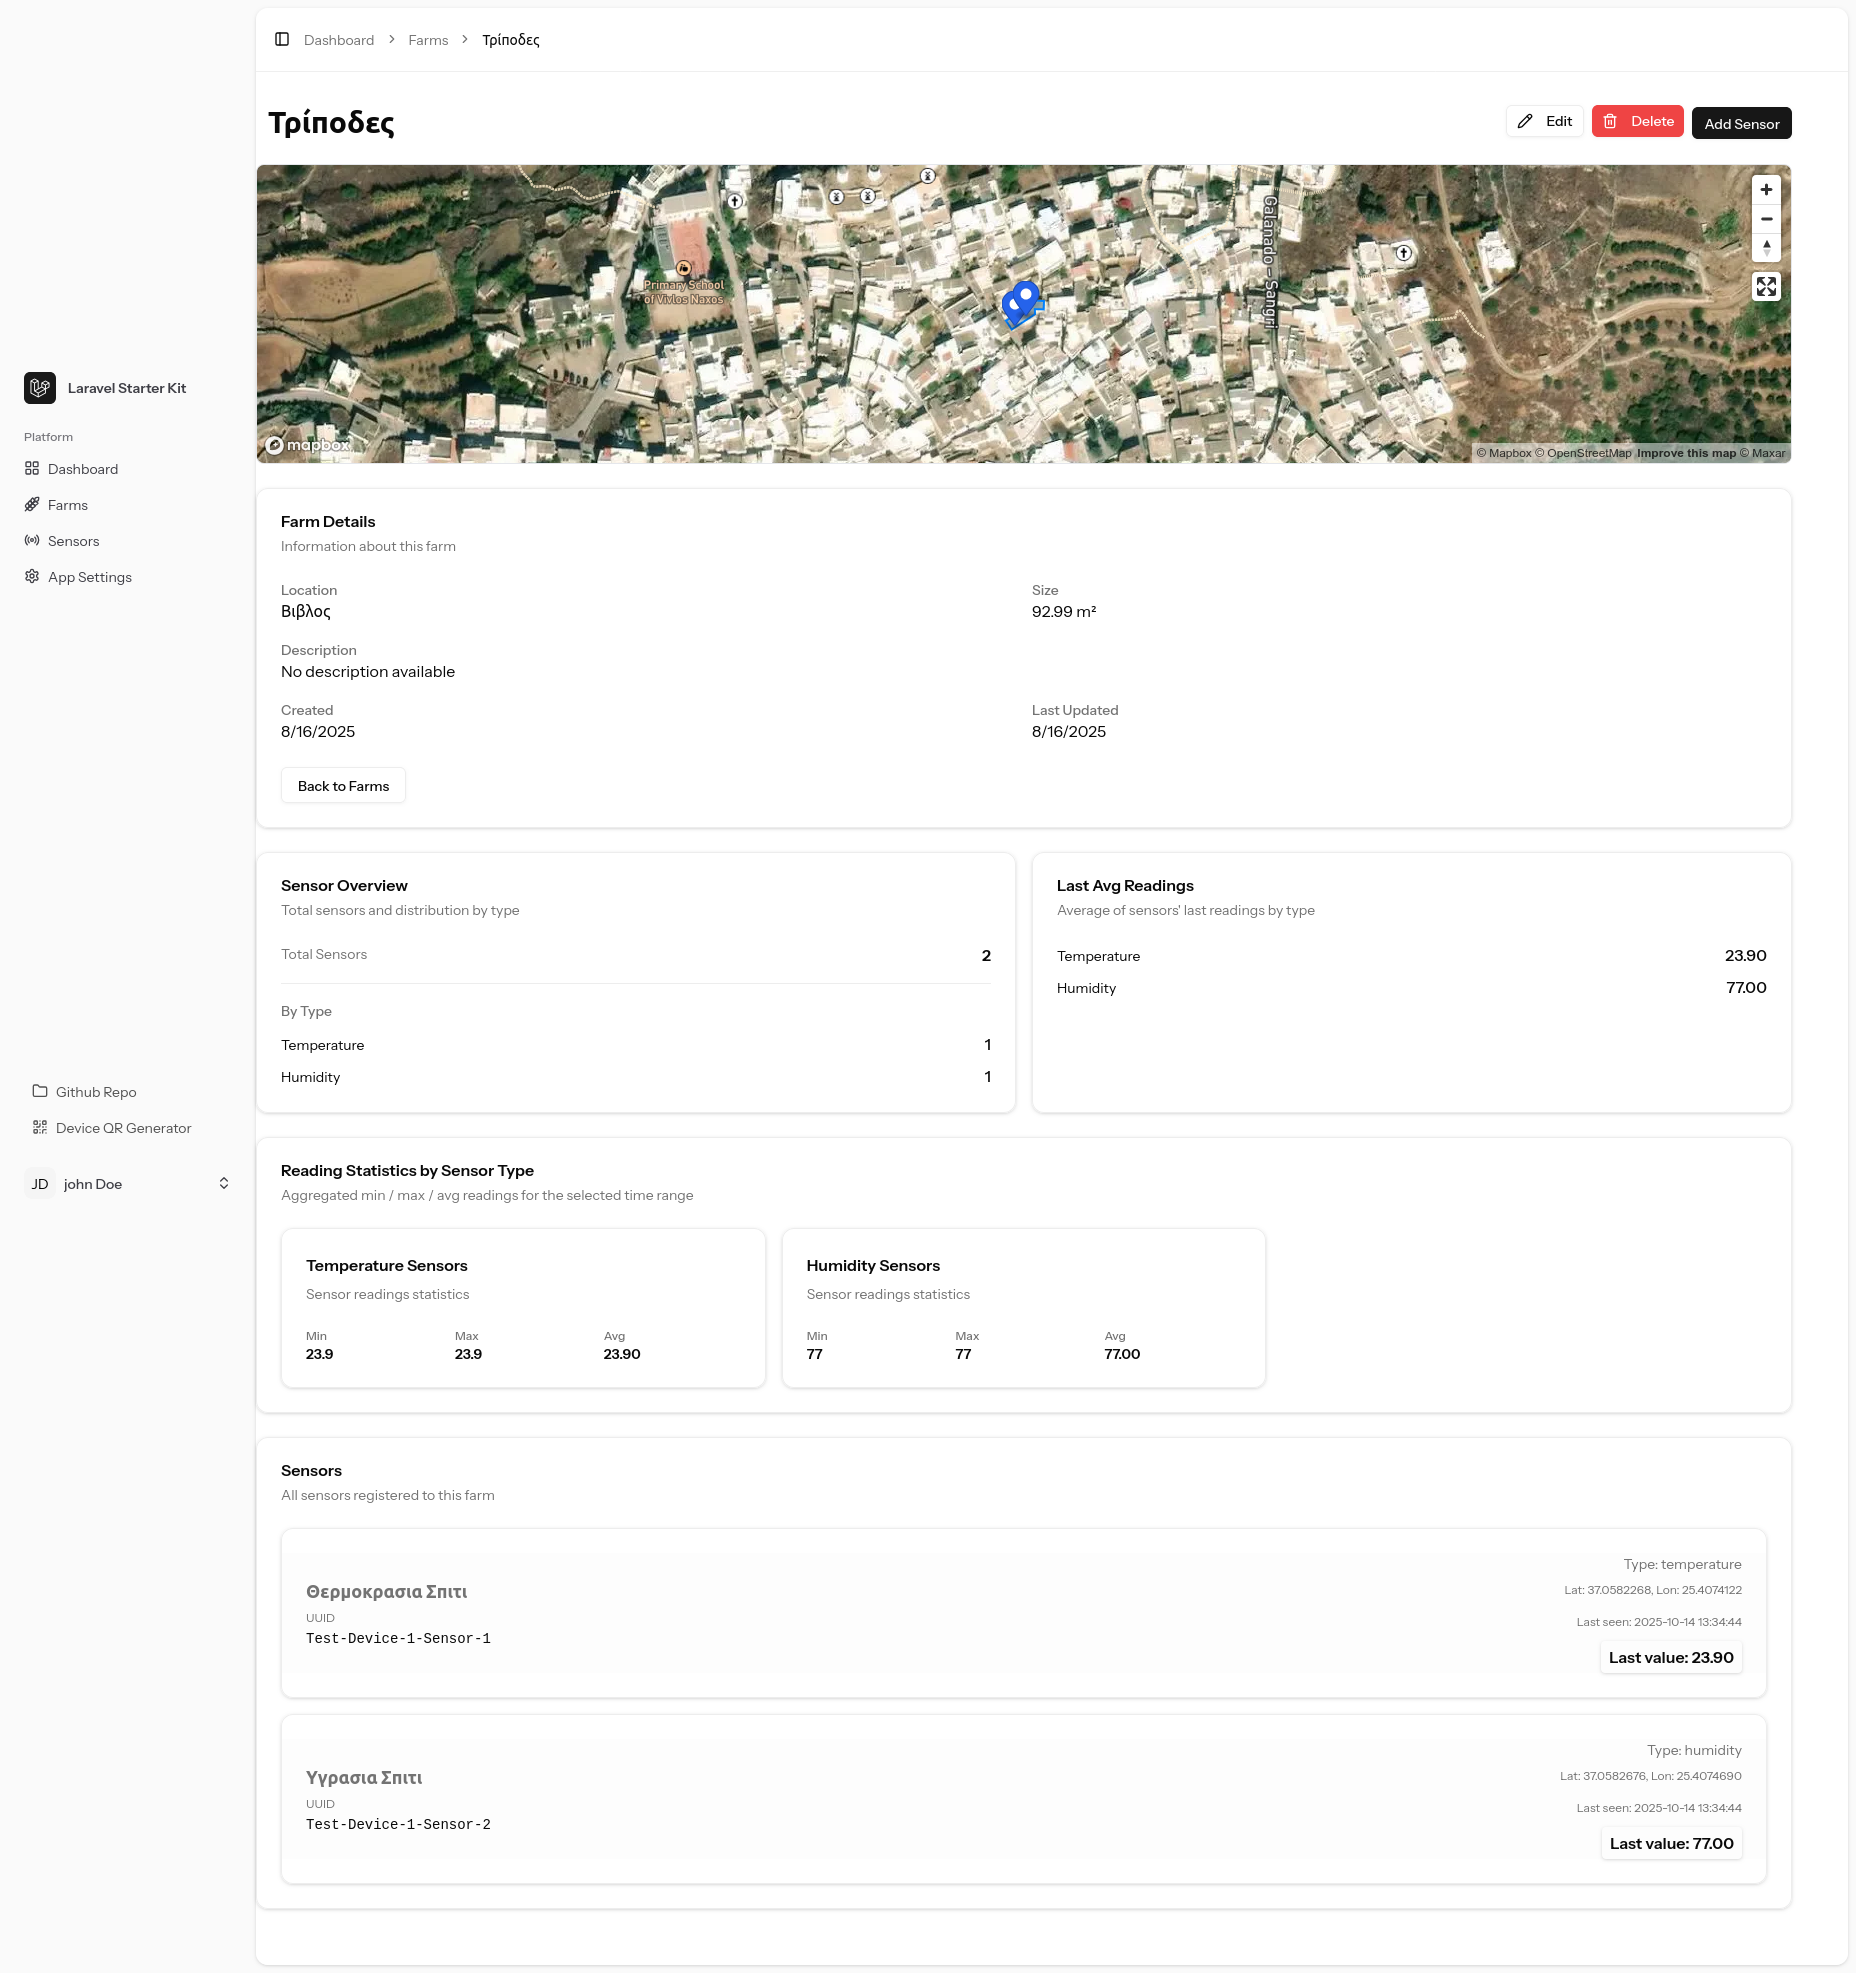 Dashboard > Farms > Τρίποδες
Τρίποδες
Edit
Delete
Add Sensor
Primary School
of Vivlos Naxos
Galanado – Sangri
mapbox
© Mapbox © OpenStreetMap Improve this map © Maxar
Laravel Starter Kit
Platform
Dashboard
Farms
Sensors
App Settings
Github Repo
Device QR Generator
JD john Doe
Farm Details
Information about this farm
Location
Βιβλος
Size
92.99 m²
Description
No description available
Created
8/16/2025
Last Updated
8/16/2025
Back to Farms
Sensor Overview
Total sensors and distribution by type
Total Sensors 2
By Type
Temperature 1
Humidity 1
Last Avg Readings
Average of sensors' last readings by type
Temperature 23.90
Humidity 77.00
Reading Statistics by Sensor Type
Aggregated min / max / avg readings for the selected time range
Temperature Sensors
Sensor readings statistics
Min Max Avg
23.9 23.9 23.90
Humidity Sensors
Sensor readings statistics
Min Max Avg
77 77 77.00
Sensors
All sensors registered to this farm
Θερμοκρασια Σπιτι
UUID
Test-Device-1-Sensor-1
Type: temperature
Lat: 37.0582268, Lon: 25.4074122
Last seen: 2025-10-14 13:34:44
Last value: 23.90
Υγρασια Σπιτι
UUID
Test-Device-1-Sensor-2
Type: humidity
Lat: 37.0582676, Lon: 25.4074690
Last seen: 2025-10-14 13:34:44
Last value: 77.00